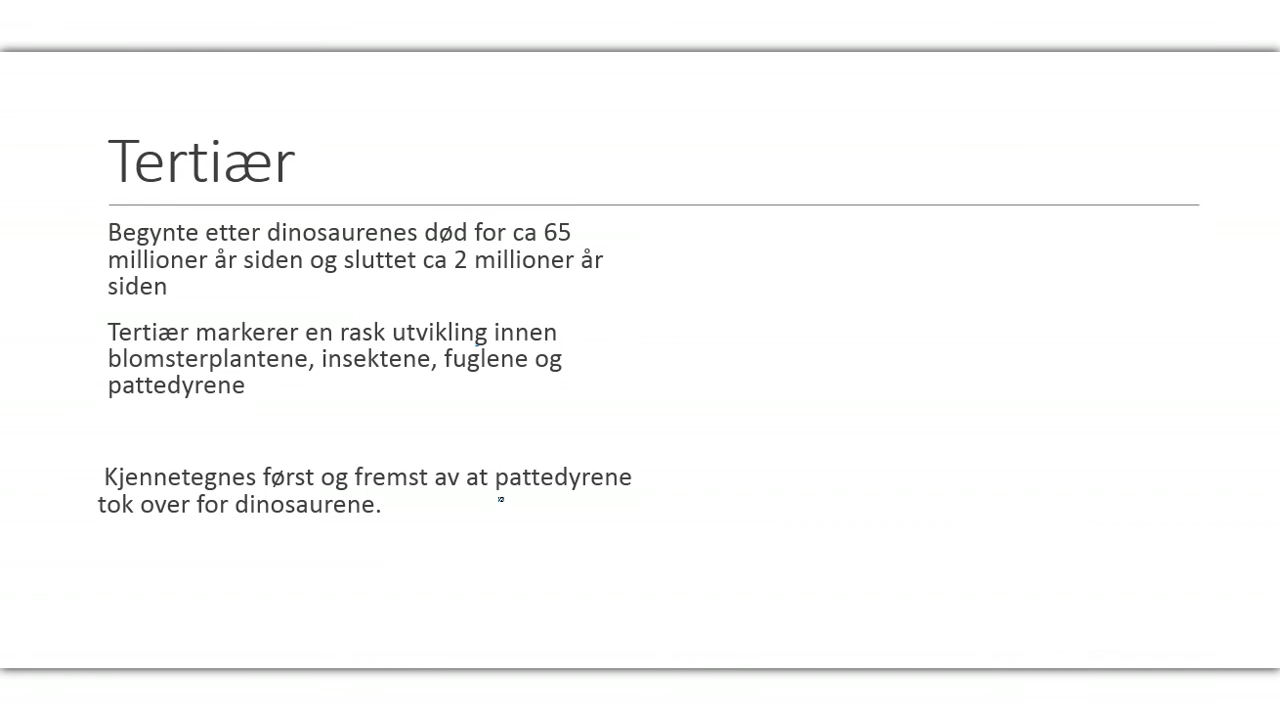 Tertiær
Begynte etter dinosaurenes død for ca 65
millioner år siden og sluttet ca 2 millioner år
siden
Tertiær markerer en rask utvikling innen
blomsterplantene, insektene, fuglene og
pattedyrene
Kjennetegnes først og fremst av at pattedyrene
tok over for dinosaurene.